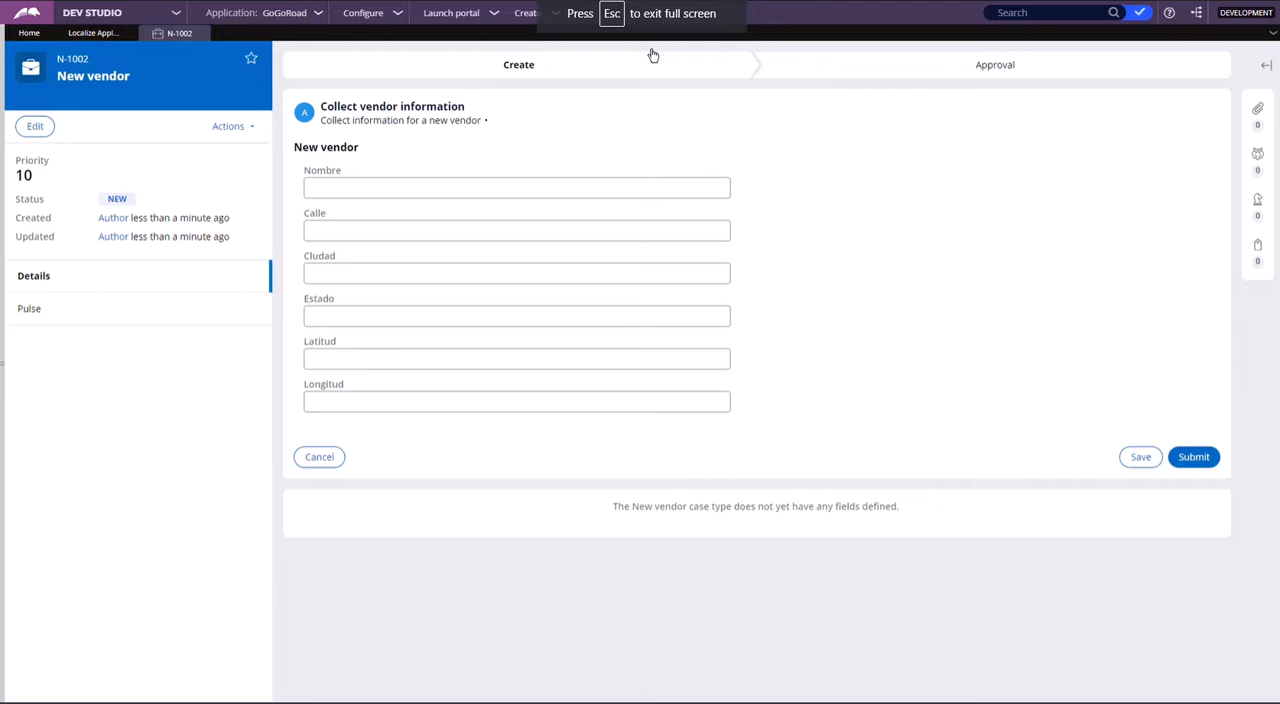 DEV STUDIO
Application: GoGoRoad
Configure
Launch portal
Creat
Press Esc to exit full screen
Search
DEVELOPMENT
Home
Localize Appl...
N-1002
N-1002
New vendor
Edit
Actions
Priority
10
Status NEW
Created Author less than a minute ago
Updated Author less than a minute ago
Details
Pulse
Create
Approval
A
Collect vendor information
Collect information for a new vendor •
New vendor
Nombre
Calle
Cludad
Estado
Latitud
Longitud
Cancel
Save
Submit
The New vendor case type does not yet have any fields defined.
0
0
0
0